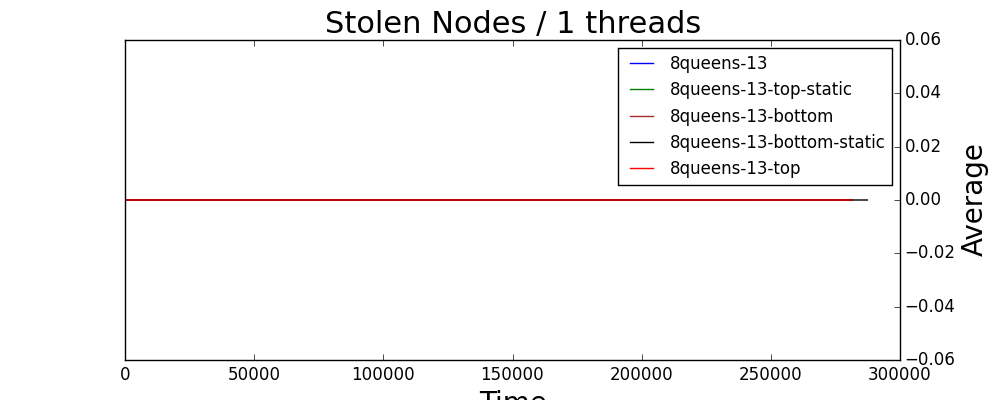 Stolen Nodes / 1 threads
8queens-13
8queens-13-top-static
8queens-13-bottom
8queens-13-bottom-static
8queens-13-top
0.06
0.04
0.02
0.00
−0.02
−0.04
−0.06
Average
0 50000 100000 150000 200000 250000 300000
Time